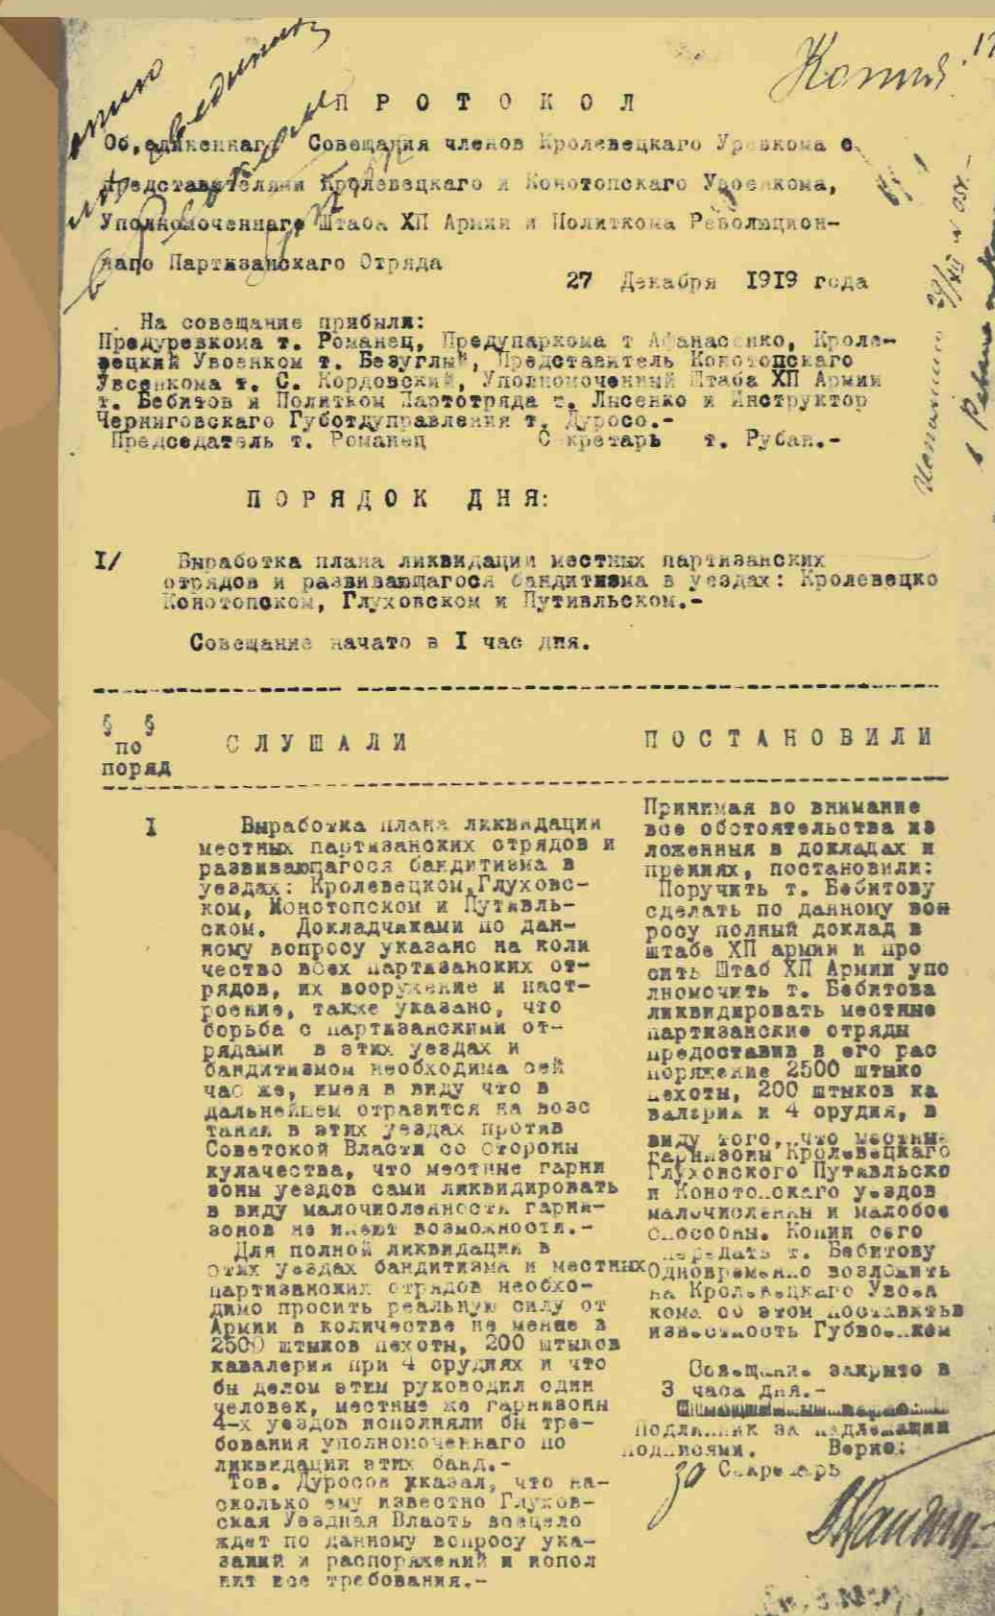 Копия.
П Р О Т О К О Л
Об,единеннаго Совещания членов Кролевецкаго Уревкома с
представителями Кролевецкаго и Конотопскаго Увоенкома,
Уполномоченнаго Штаба ХП Армии и Политкома Революцион-
наго Партизанскаго Отряда
27 Декабря 1919 года
На совещание прибыли:
Предуревкома т. Романец, Предупаркома т Афанасенко, Кроле-
вецкий Увоенком т. Безуглый, Представитель Конотопскаго
Увоенкома т. С. Кордовский, Уполномоченный Штаба ХП Армии
т. Бебитов и Политком Партотряда т. Лысенко и Инструктор
Черниговскаго Губотдуправления т. Дуросо.-
Председатель т. Романец Секретарь т. Рубан.-
П О Р Я Д О К Д Н Я:
I/ Выработка плана ликвидации местных партизанских
отрядов и развивающагося бандитизма в уездах: Кролевецко
Конотопском, Глуховском и Путивльском.-
Совещание начато в I час дня.
§ §
по
поряд
С Л У Ш А Л И
П О С Т А Н О В И Л И
I
Выработка плана ликвидации
местных партизанских отрядов и
развивающагося бандитизма в
уездах: Кролевецком,Глуховс-
ком, Конотопском и Путивль-
ском. Докладчиками по дан-
ному вопросу указано на коли
чество всех партизанских от-
рядов, их вооружение и наст-
роение, также указано, что
борьба с партизанскими от-
рядами в этих уездах и
бандитизмом необходима сей
час же, имея в виду что в
дальнейшем отразится на возс
тания в этих уездах против
Советской Власти со стороны
кулачества, что местные гарни
зоны уездов сами ликвидировать
в виду малочисленности гарни-
зонов не имеют возможности.-
Для полной ликвидации в
этих уездах бандитизма и местных
партизанских отрядов необхо-
димо просить реальную силу от
Армии в количестве не менее в
2500 штыков пехоты, 200 штыков
кавалерии при 4 орудиях и что
бы делом этим руководил один
человек, местные же гарнизоны
4-х уездов исполняли бы тре-
бования уполномоченнаго по
ликвидации этих банд.-
Тов. Дуросов указал, что на-
сколько ему известно Глухов-
ская Уездная Власть всецело
ждет по данному вопросу ука-
заний и распоряжений и испол
нит все требования.-
Принимая во внимание
все обстоятельства из
ложенныя в докладах и
прениях, постановили:
Поручить т. Бебитову
сделать по данному воп
росу полный доклад в
штабе ХП армии и про
сить Штаб ХП Армии упо
лномочить т. Бебитова
ликвидировать местные
партизанские отряды
предоставив в его рас
поряжение 2500 штыко
пехоты, 200 штыков ка
валерии и 4 орудия, в
виду того, что местны-
гарнизоны Кролевецкаго
Глуховского Путивльско
и Конотопскаго уездов
малочисленны и малобое
способны. Копии сего
передать т. Бебитову
Одновременно возложить
на Кролевецкаго Увоен
кома об этом поставитьв
известность Губвоенком
Совещание закрыто в
3 часа дня.-
Подлинник за надлежащими
подписями. Верно:
за Секретарь